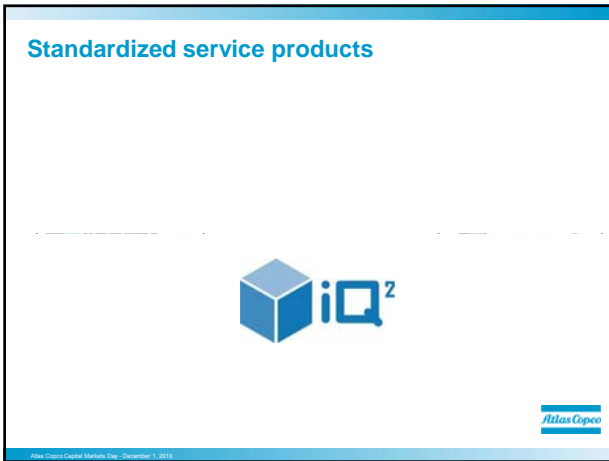 Standardized service products
iQ²
Atlas Copco
Atlas Copco Capital Markets Day - December 1, 2010